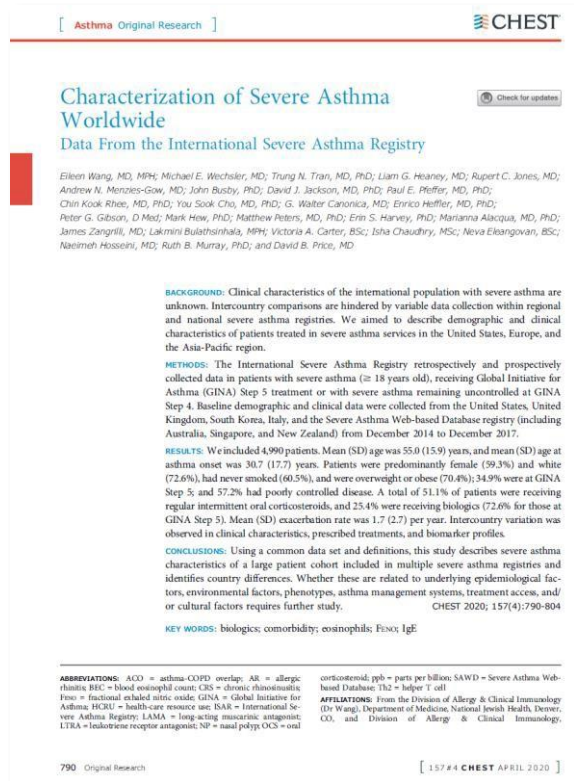 [ Asthma Original Research ]
CHEST
Check for updates
Characterization of Severe Asthma
Worldwide
Data From the International Severe Asthma Registry
Eileen Wang, MD, MPH; Michael E. Wechsler, MD; Trung N. Tran, MD, PhD; Liam G. Heaney, MD; Rupert C. Jones, MD;
Andrew N. Menzies-Gow, MD; John Busby, PhD; David J. Jackson, MD, PhD; Paul E. Pfeffer, MD, PhD;
Chin Kook Rhee, MD, PhD; You Sook Cho, MD, PhD; G. Walter Canonica, MD; Enrico Heffler, MD, PhD;
Peter G. Gibson, D Med; Mark Hew, PhD; Matthew Peters, MD, PhD; Erin S. Harvey, PhD; Marianna Alacqua, MD, PhD;
James Zangrilli, MD; Lakmini Bulathsinhala, MPH; Victoria A. Carter, BSc; Isha Chaudhry, MSc; Neva Eleangovan, BSc;
Naeimeh Hosseini, MD; Ruth B. Murray, PhD; and David B. Price, MD
BACKGROUND: Clinical characteristics of the international population with severe asthma are
unknown. Intercountry comparisons are hindered by variable data collection within regional
and national severe asthma registries. We aimed to describe demographic and clinical
characteristics of patients treated in severe asthma services in the United States, Europe, and
the Asia-Pacific region.
METHODS: The International Severe Asthma Registry retrospectively and prospectively
collected data in patients with severe asthma (≥ 18 years old), receiving Global Initiative for
Asthma (GINA) Step 5 treatment or with severe asthma remaining uncontrolled at GINA
Step 4. Baseline demographic and clinical data were collected from the United States, United
Kingdom, South Korea, Italy, and the Severe Asthma Web-based Database registry (including
Australia, Singapore, and New Zealand) from December 2014 to December 2017.
RESULTS: We included 4,990 patients. Mean (SD) age was 55.0 (15.9) years, and mean (SD) age at
asthma onset was 30.7 (17.7) years. Patients were predominantly female (59.3%) and white
(72.6%), had never smoked (60.5%), and were overweight or obese (70.4%); 34.9% were at GINA
Step 5; and 57.2% had poorly controlled disease. A total of 51.1% of patients were receiving
regular intermittent oral corticosteroids, and 25.4% were receiving biologics (72.6% for those at
GINA Step 5). Mean (SD) exacerbation rate was 1.7 (2.7) per year. Intercountry variation was
observed in clinical characteristics, prescribed treatments, and biomarker profiles.
CONCLUSIONS: Using a common data set and definitions, this study describes severe asthma
characteristics of a large patient cohort included in multiple severe asthma registries and
identifies country differences. Whether these are related to underlying epidemiological fac-
tors, environmental factors, phenotypes, asthma management systems, treatment access, and/
or cultural factors requires further study. CHEST 2020; 157(4):790-804
KEY WORDS: biologics; comorbidity; eosinophils; FENO; IgE
ABBREVIATIONS: ACO = asthma-COPD overlap; AR = allergic
rhinitis; BEC = blood eosinophil count; CRS = chronic rhinosinusitis;
FENO = fractional exhaled nitric oxide; GINA = Global Initiative for
Asthma; HCRU = health-care resource use; ISAR = International Se-
vere Asthma Registry; LAMA = long-acting muscarinic antagonist;
LTRA = leukotriene receptor antagonist; NP = nasal polyp; OCS = oral
corticosteroid; ppb = parts per billion; SAWD = Severe Asthma Web-
based Database; Th2 = helper T cell
AFFILIATIONS: From the Division of Allergy & Clinical Immunology
(Dr Wang), Department of Medicine, National Jewish Health, Denver,
CO, and Division of Allergy & Clinical Immunology,
790 Original Research
[ 157#4 CHEST APRIL 2020 ]